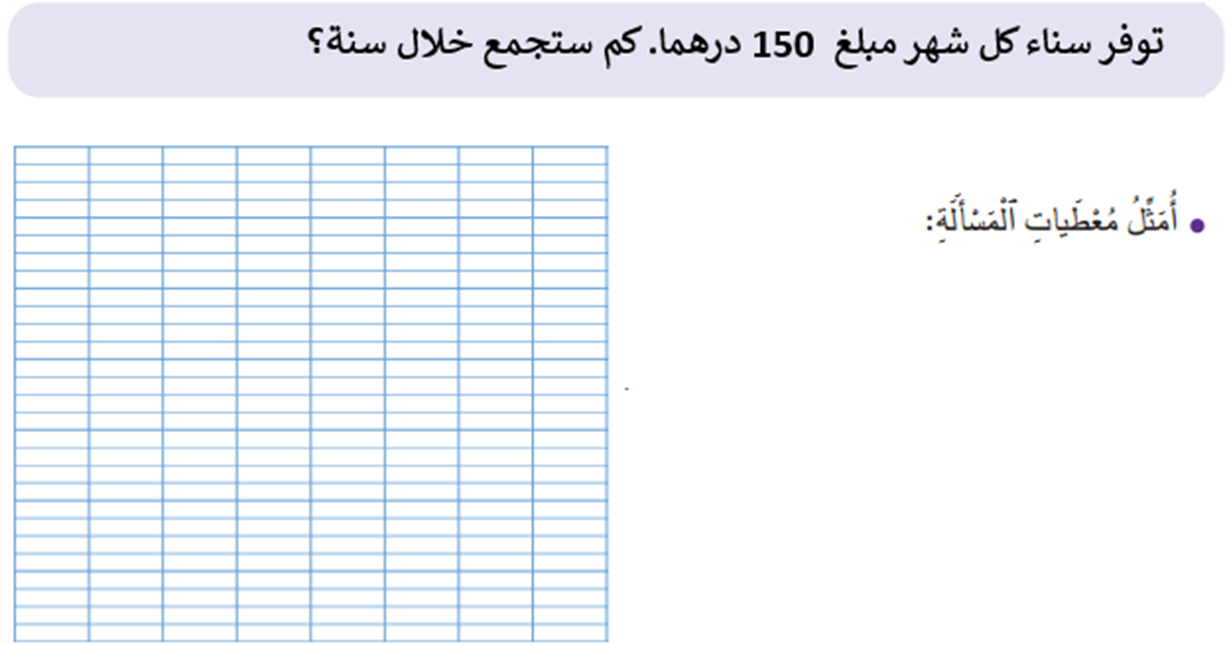 توفر سناء كل شهر مبلغ 150 درهما. كم ستجمع خلال سنة؟
• أُمَثِّلُ مُعْطَياتِ ٱلْمَسْأَلَةِ: